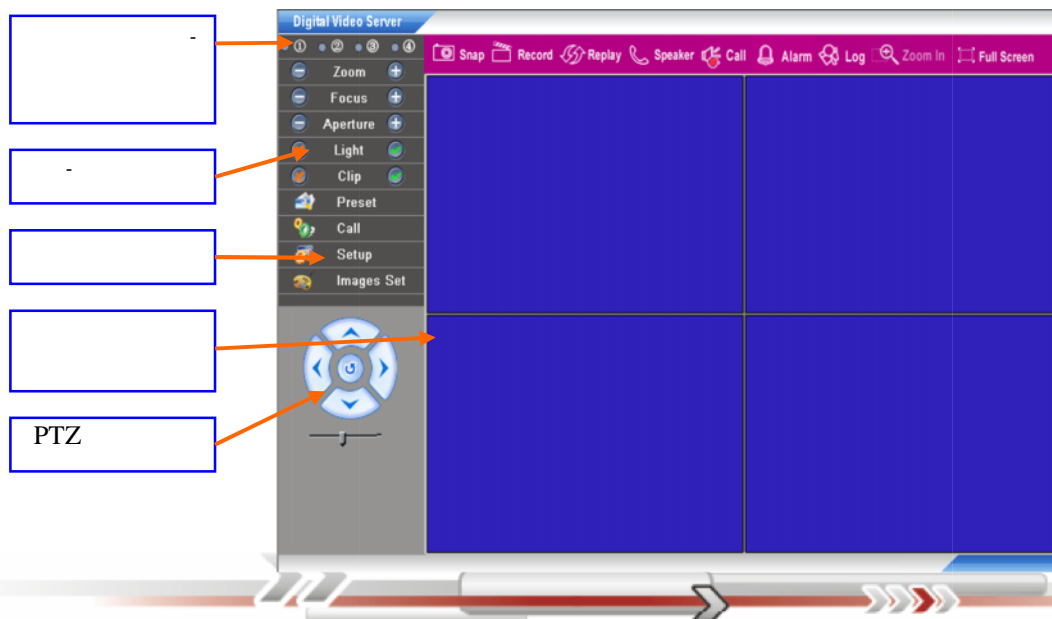 -
-
PTZ
Digital Video Server
① ② ③ ④
Zoom
Focus
Aperture
Light
Clip
Preset
Call
Setup
Images Set
Snap Record Replay Speaker Call Alarm Log Zoom In Full Screen